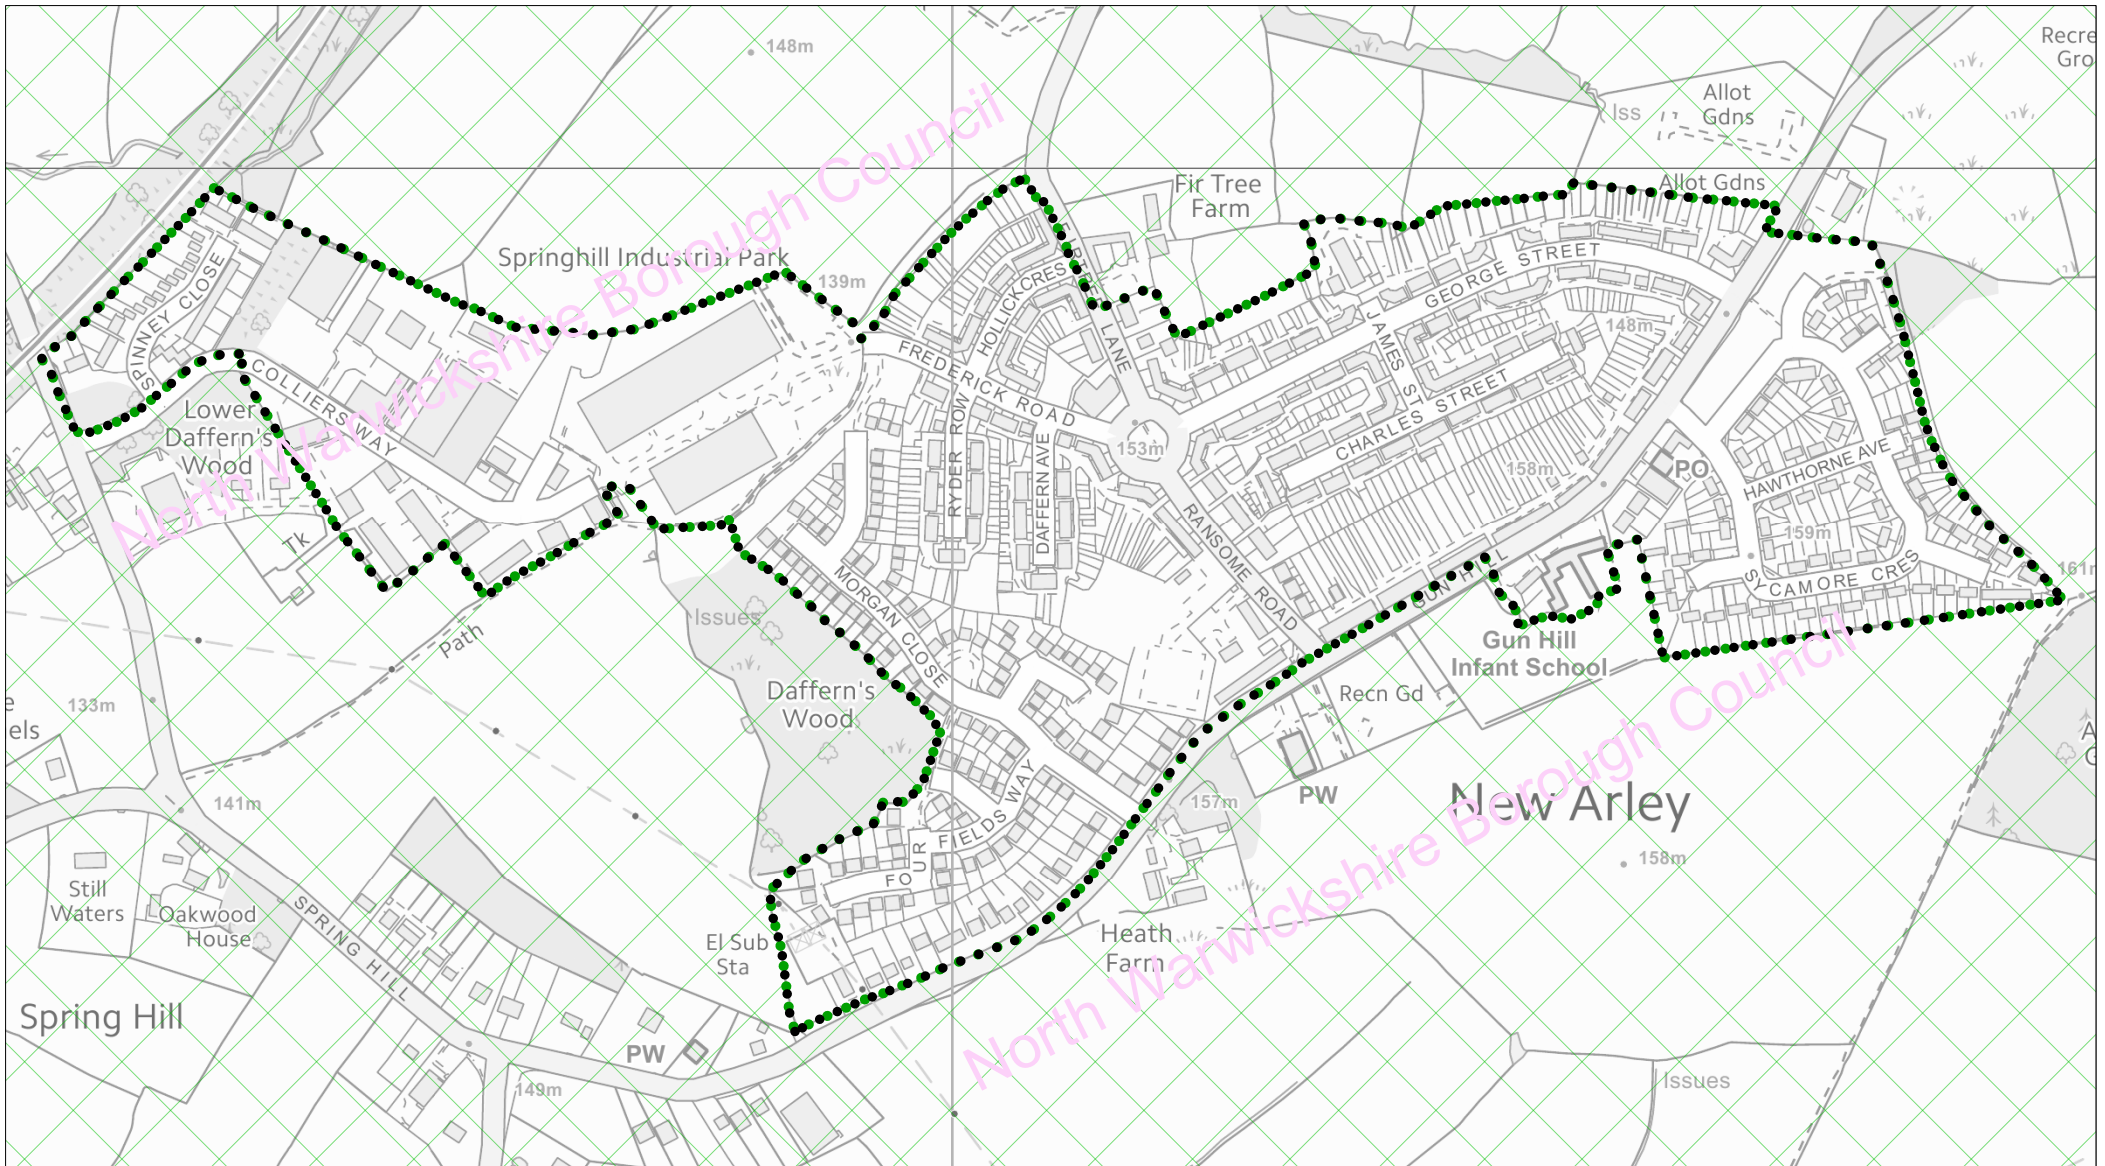 148m
Recre
Gro
Allot
Gdns
Iss
North Warwickshire Borough Council
Fir Tree
Farm
Allot Gdns
Springhill Industrial Park
139m
SPINNEY CLOSE
HOLLICK CRES
FIR TREE LANE
GEORGE STREET
JAMES ST
148m
COLLIERS WAY
FREDERICK ROAD
CHARLES STREET
Lower
Daffern's
Wood
RYDER ROW
DAFFERN AVE
153m
158m
PO
HAWTHORNE AVE
Tk
RANSOME ROAD
159m
GUN HILL
SYCAMORE CRES
161m
Issues
Path
MORGAN CLOSE
Gun Hill
Infant School
Daffern's
Wood
Recn Gd
133m
e
els
A
G
141m
157m
PW
New Arley
158m
FOUR FIELDS WAY
Still
Waters
Oakwood
House
SPRING HILL
El Sub
Sta
Heath
Farm
North Warwickshire Borough Council
Spring Hill
PW
149m
Issues